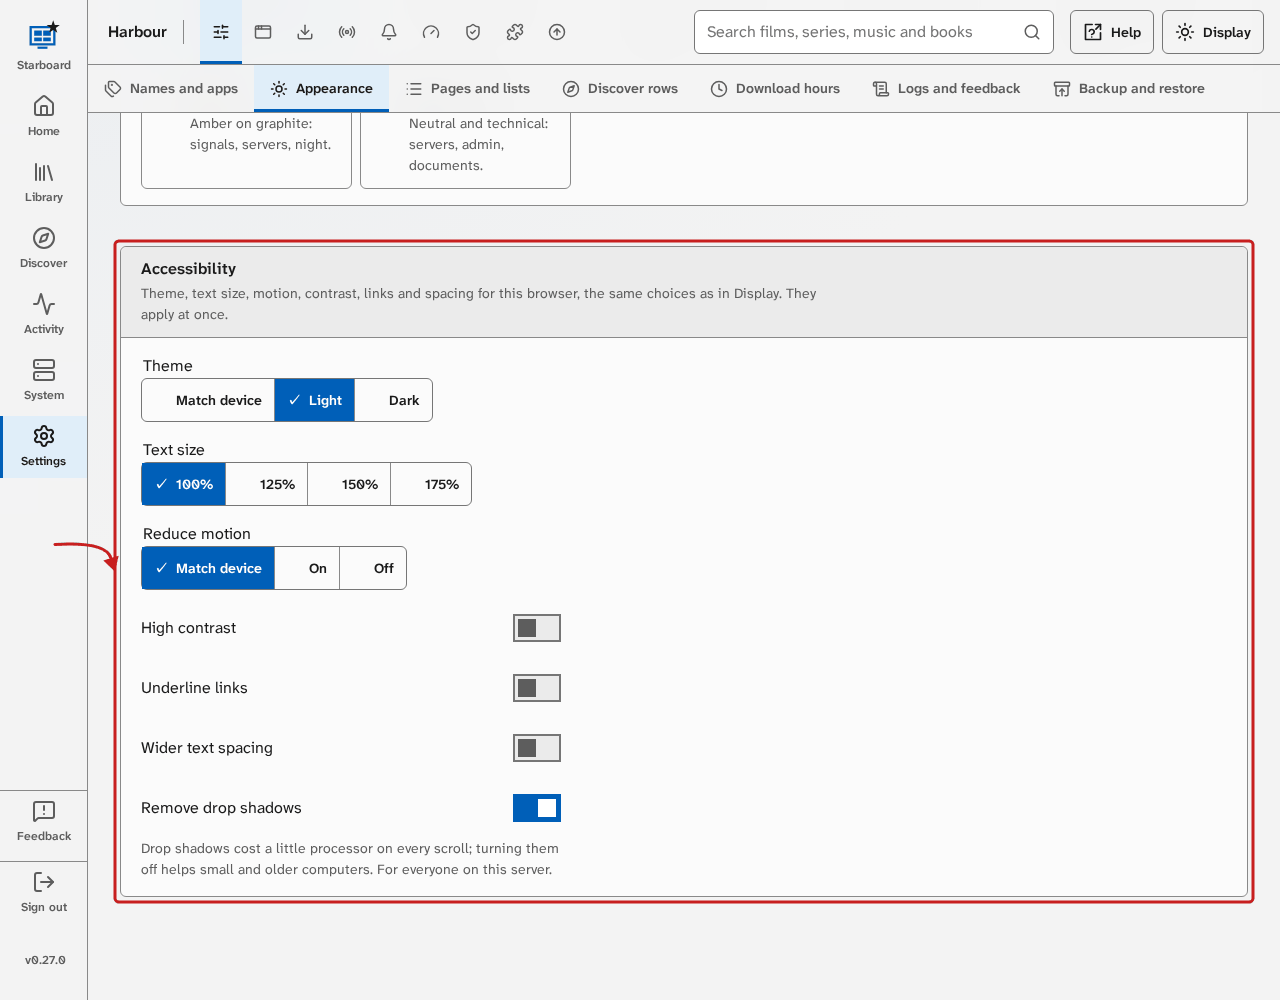 Starboard
Home
Library
Discover
Activity
System
Settings
Feedback
Sign out
v0.27.0
Harbour
Search films, series, music and books
Help
Display
Names and apps
Appearance
Pages and lists
Discover rows
Download hours
Logs and feedback
Backup and restore
Amber on graphite:
signals, servers, night.
Neutral and technical:
servers, admin,
documents.
Accessibility
Theme, text size, motion, contrast, links and spacing for this browser, the same choices as in Display. They
apply at once.
Theme
Match device
✓ Light
Dark
Text size
✓ 100%
125%
150%
175%
Reduce motion
✓ Match device
On
Off
High contrast
Underline links
Wider text spacing
Remove drop shadows
Drop shadows cost a little processor on every scroll; turning them
off helps small and older computers. For everyone on this server.